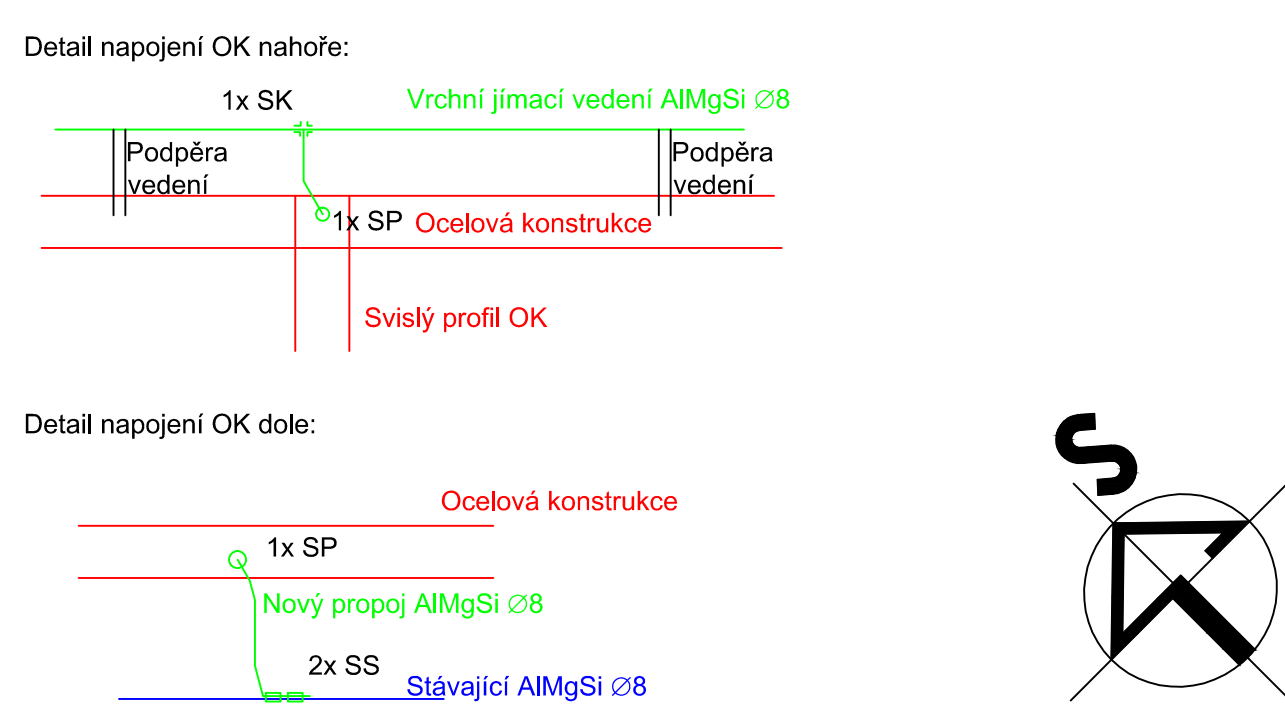 Detail napojení OK nahoře:
1x SK
Vrchní jímací vedení AlMgSi ∅8
Podpěra
vedení
Podpěra
vedení
1x SP
Ocelová konstrukce
Svislý profil OK
Detail napojení OK dole:
S
Ocelová konstrukce
1x SP
Nový propoj AlMgSi ∅8
2x SS
Stávající AlMgSi ∅8